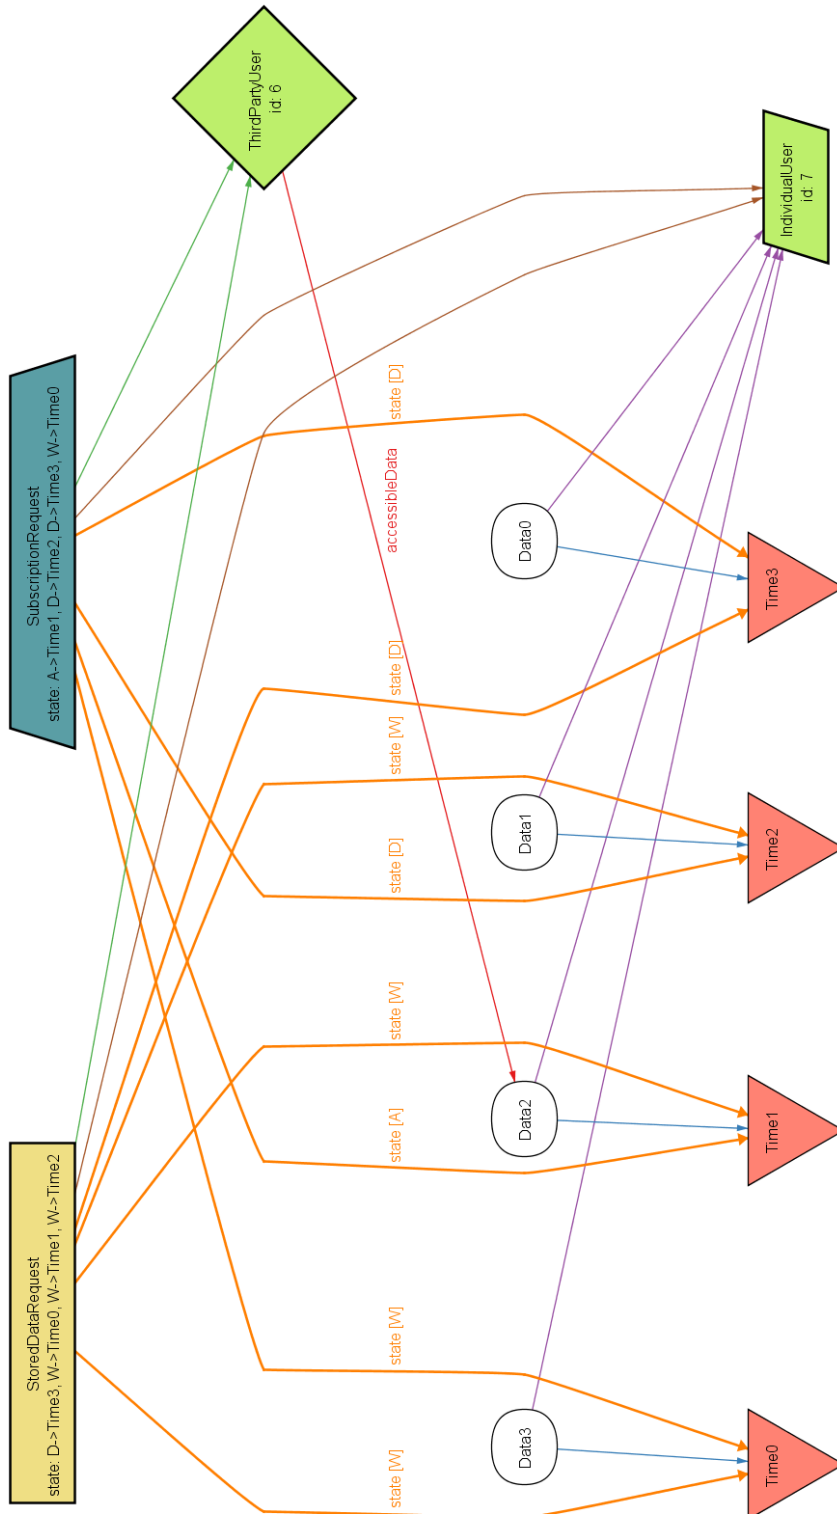 StoredDataRequest
state: D->Time3, W->Time0, W->Time1, W->Time2
SubscriptionRequest
state: A->Time1, D->Time2, D->Time3, W->Time0
ThirdPartyUser
id: 6
state [W]
state [W]
state [A]
state [W]
state [D]
state [W]
state [D]
accessibleData
state [D]
Data3
Data2
Data1
Data0
Time0
Time1
Time2
Time3
IndividualUser
id: 7